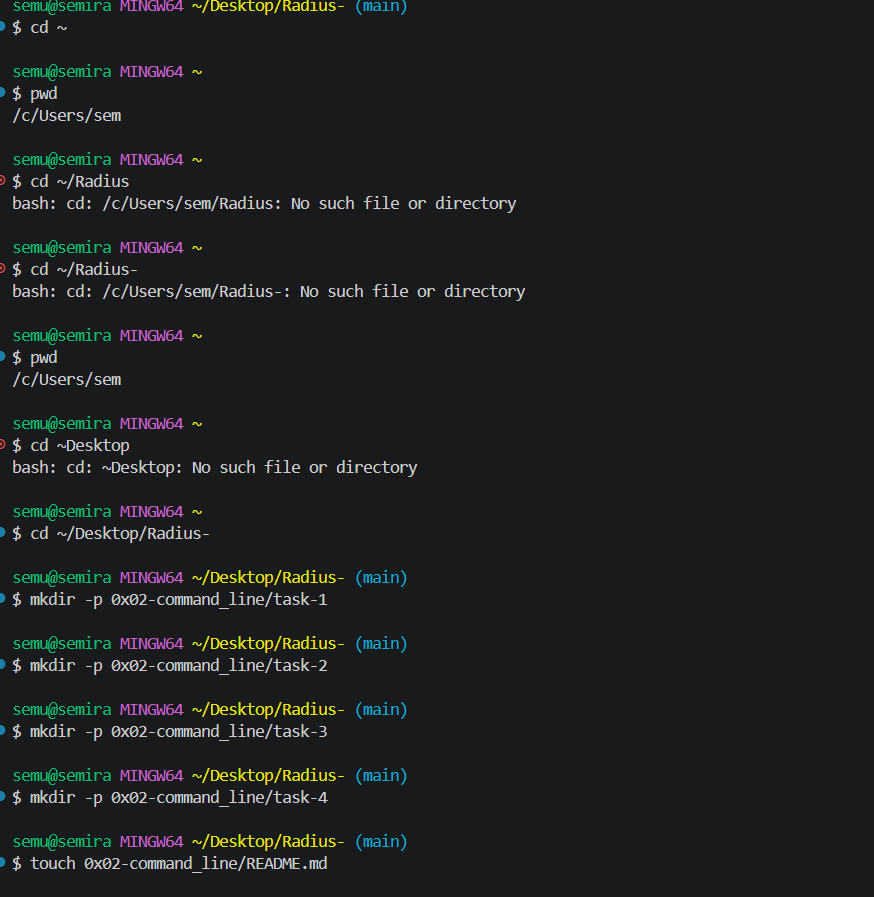 semu@semira MINGW64 ~/Desktop/Radius- (main)
$ cd ~
semu@semira MINGW64 ~
$ pwd
/c/Users/sem
semu@semira MINGW64 ~
$ cd ~/Radius
bash: cd: /c/Users/sem/Radius: No such file or directory
semu@semira MINGW64 ~
$ cd ~/Radius-
bash: cd: /c/Users/sem/Radius-: No such file or directory
semu@semira MINGW64 ~
$ pwd
/c/Users/sem
semu@semira MINGW64 ~
$ cd ~Desktop
bash: cd: ~Desktop: No such file or directory
semu@semira MINGW64 ~
$ cd ~/Desktop/Radius-
semu@semira MINGW64 ~/Desktop/Radius- (main)
$ mkdir -p 0x02-command_line/task-1
semu@semira MINGW64 ~/Desktop/Radius- (main)
$ mkdir -p 0x02-command_line/task-2
semu@semira MINGW64 ~/Desktop/Radius- (main)
$ mkdir -p 0x02-command_line/task-3
semu@semira MINGW64 ~/Desktop/Radius- (main)
$ mkdir -p 0x02-command_line/task-4
semu@semira MINGW64 ~/Desktop/Radius- (main)
$ touch 0x02-command_line/README.md